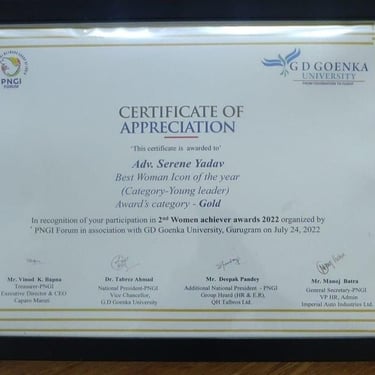 PNGI
FORUM
G D GOENKA
UNIVERSITY
CERTIFICATE OF
APPRECIATION
'This certificate is awarded to'
Adv. Serene Yadav
Best Woman Icon of the year
(Category-Young leader)
Award's category - Gold
In recognition of your participation in 2nd Women achiever awards 2022 organized by
PNGI Forum in association with GD Goenka University, Gurugram on July 24, 2022
Mr. Vinod K. Bapna
Treasurer-PNGI
Executive Director & CEO
Caparo Maruti
Dr. Tabrez Ahmad
National President-PNGI
Vice Chancellor,
G.D Goenka University
Mr. Deepak Pandey
Additional National President - PNGI
Group Heard (HR & E.R),
QH Talbros Ltd.
Mr. Manoj Batra
General Secretary-PNGI
VP HR, Admin
Imperial Auto Industries Ltd.